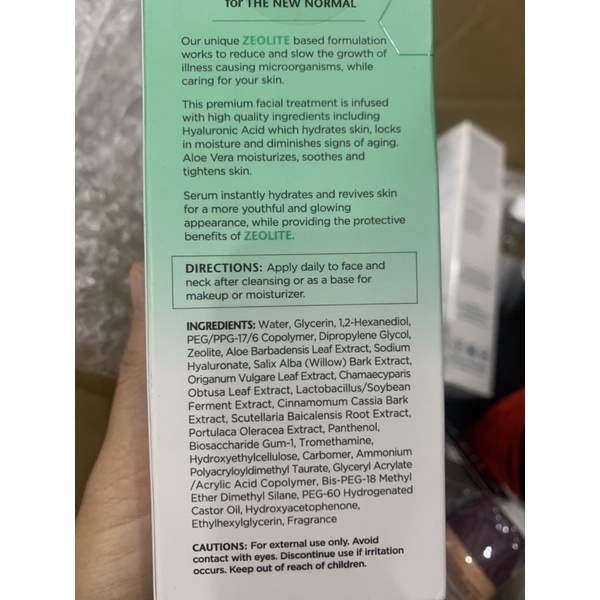 for THE NEW NORMAL
Our unique ZEOLITE based formulation
works to reduce and slow the growth of
illness causing microorganisms, while
caring for your skin.
This premium facial treatment is infused
with high quality ingredients including
Hyaluronic Acid which hydrates skin, locks
in moisture and diminishes signs of aging.
Aloe Vera moisturizes, soothes and
tightens skin.
Serum instantly hydrates and revives skin
for a more youthful and glowing
appearance, while providing the protective
benefits of ZEOLITE.
DIRECTIONS: Apply daily to face and
neck after cleansing or as a base for
makeup or moisturizer.
INGREDIENTS: Water, Glycerin, 1,2-Hexanediol,
PEG/PPG-17/6 Copolymer, Dipropylene Glycol,
Zeolite, Aloe Barbadensis Leaf Extract, Sodium
Hyaluronate, Salix Alba (Willow) Bark Extract,
Origanum Vulgare Leaf Extract, Chamaecyparis
Obtusa Leaf Extract, Lactobacillus/Soybean
Ferment Extract, Cinnamomum Cassia Bark
Extract, Scutellaria Baicalensis Root Extract,
Portulaca Oleracea Extract, Panthenol,
Biosaccharide Gum-1, Tromethamine,
Hydroxyethylcellulose, Carbomer, Ammonium
Polyacryloyldimethyl Taurate, Glyceryl Acrylate
/Acrylic Acid Copolymer, Bis-PEG-18 Methyl
Ether Dimethyl Silane, PEG-60 Hydrogenated
Castor Oil, Hydroxyacetophenone,
Ethylhexylglycerin, Fragrance
CAUTIONS: For external use only. Avoid
contact with eyes. Discontinue use if irritation
occurs. Keep out of reach of children.